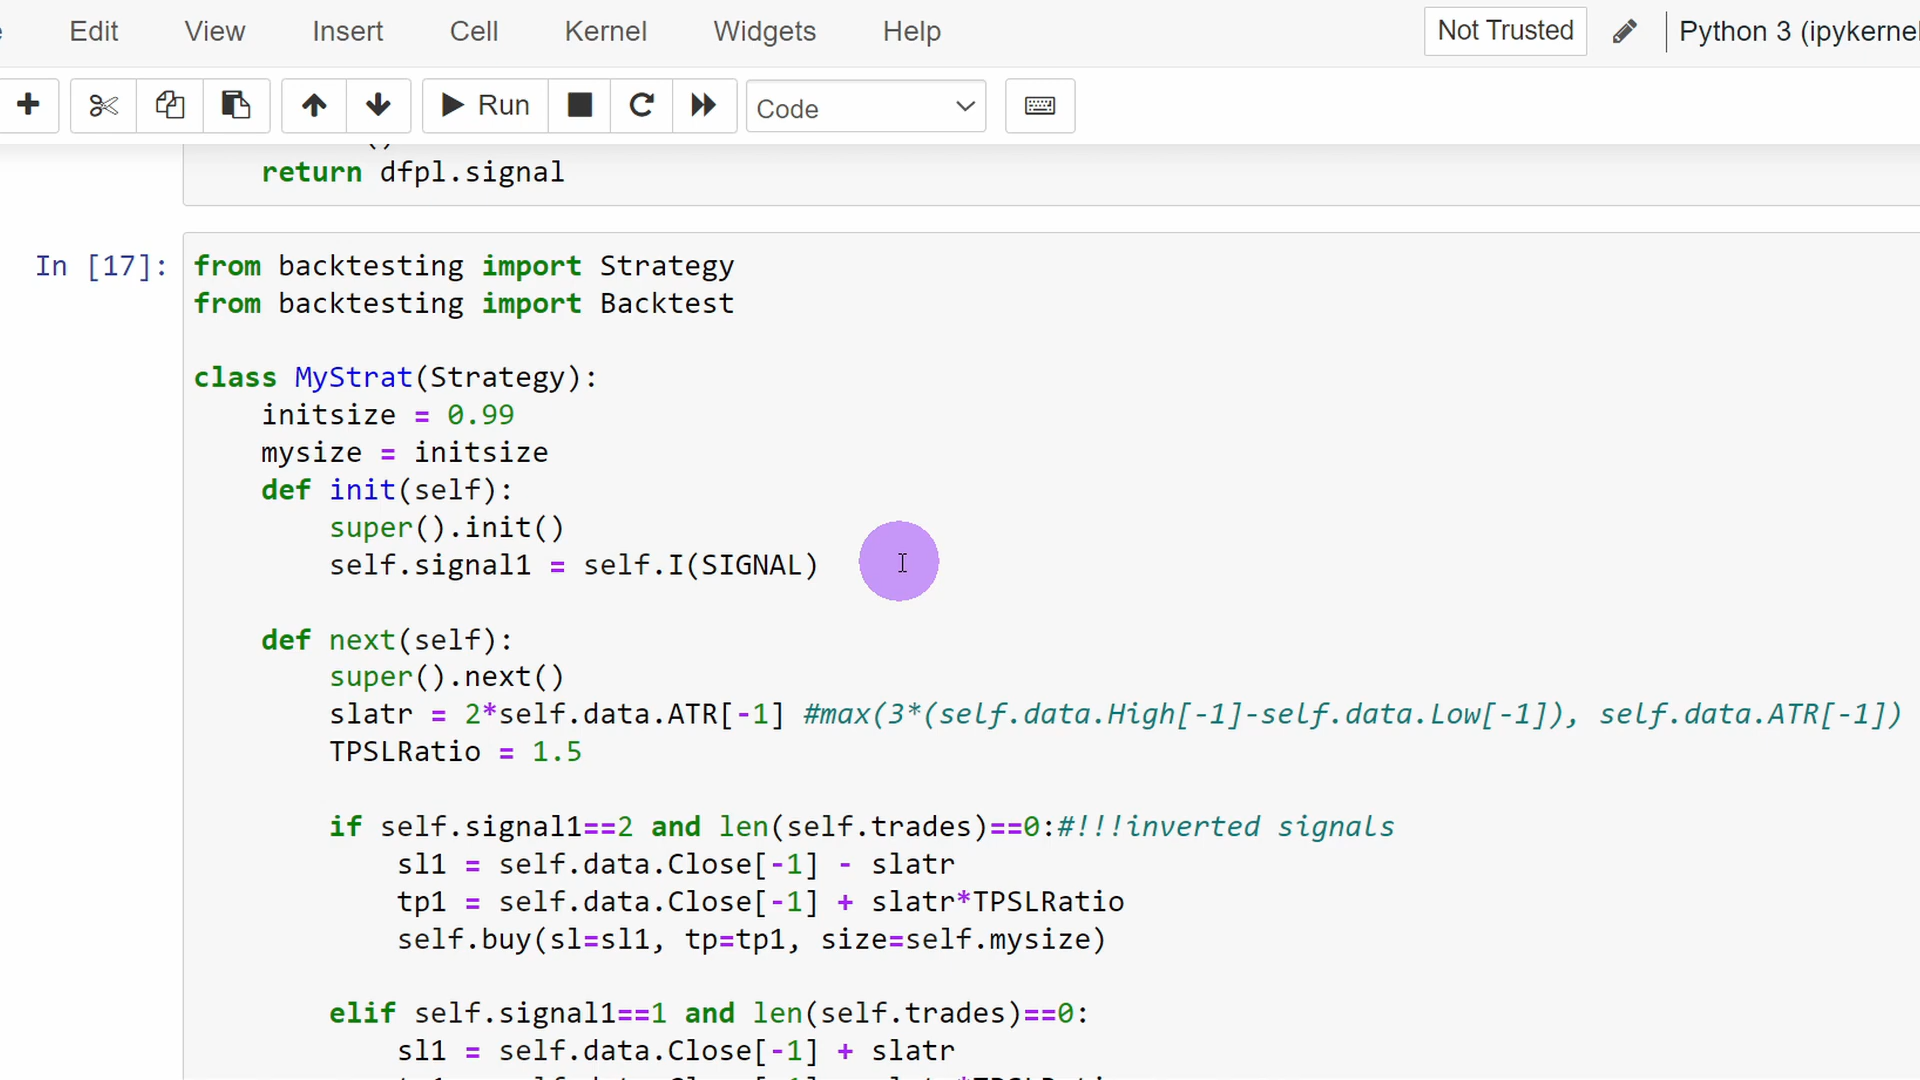 Edit View Insert Cell Kernel Widgets Help Not Trusted Python 3 (ipykernel
Run Code
return dfpl.signal
In [17]: from backtesting import Strategy
from backtesting import Backtest
class MyStrat(Strategy):
initsize = 0.99
mysize = initsize
def init(self):
super().init()
self.signal1 = self.I(SIGNAL)
def next(self):
super().next()
slatr = 2*self.data.ATR[-1] #max(3*(self.data.High[-1]-self.data.Low[-1]), self.data.ATR[-1])
TPSLRatio = 1.5
if self.signal1==2 and len(self.trades)==0:#!!!inverted signals
sl1 = self.data.Close[-1] - slatr
tp1 = self.data.Close[-1] + slatr*TPSLRatio
self.buy(sl=sl1, tp=tp1, size=self.mysize)
elif self.signal1==1 and len(self.trades)==0:
sl1 = self.data.Close[-1] + slatr